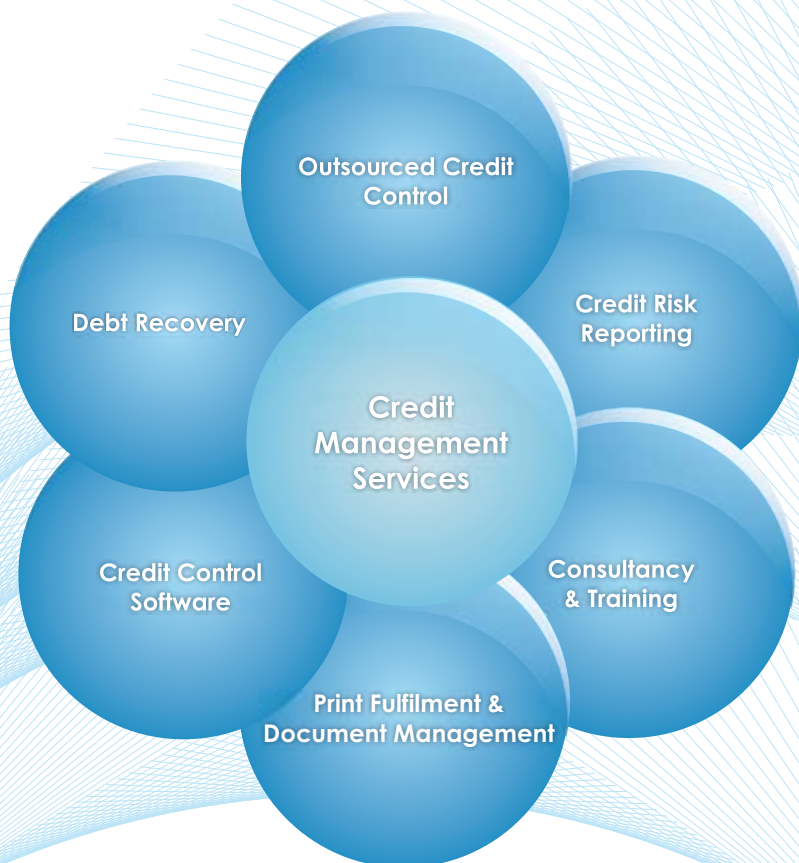 Outsourced Credit
Control
Credit Risk
Reporting
Debt Recovery
Credit
Management
Services
Consultancy
& Training
Credit Control
Software
Print Fulfilment &
Document Management